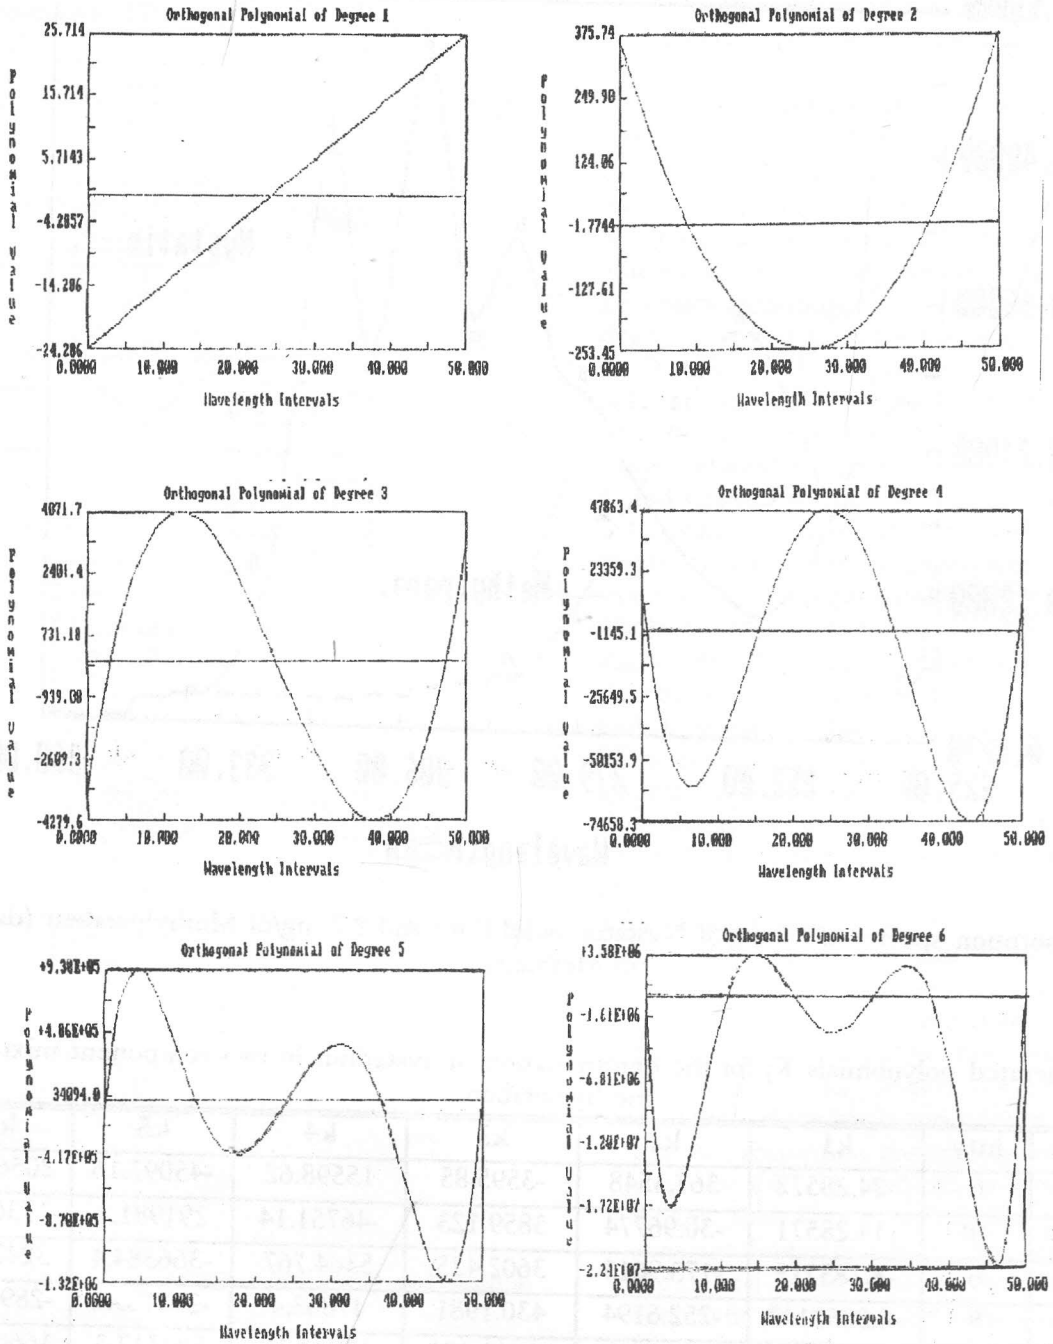 Orthogonal Polynomial of Degree 1
25.714
15.714
5.7143
-4.2857
-14.286
-24.286
Polynomial Value
0.0000 10.000 20.000 30.000 40.000 50.000
Wavelength Intervals
Orthogonal Polynomial of Degree 2
375.74
249.90
124.06
-1.7744
-127.61
-253.45
Polynomial Value
0.0000 10.000 20.000 30.000 40.000 50.000
Wavelength Intervals
Orthogonal Polynomial of Degree 3
4071.7
2401.4
731.18
-939.08
-2609.3
-4279.6
Polynomial Value
0.0000 10.000 20.000 30.000 40.000 50.000
Wavelength Intervals
Orthogonal Polynomial of Degree 4
47863.4
23359.3
-1145.1
-25649.5
-50153.9
-74658.3
Polynomial Value
0.0000 10.000 20.000 30.000 40.000 50.000
Wavelength Intervals
Orthogonal Polynomial of Degree 5
+9.30E+05
+4.86E+05
30094.0
-4.17E+05
-8.70E+05
-1.32E+06
Polynomial Value
0.0000 10.000 20.000 30.000 40.000 50.000
Wavelength Intervals
Orthogonal Polynomial of Degree 6
+3.58E+06
-1.61E+06
-6.81E+06
-1.20E+07
-1.72E+07
-2.24E+07
Polynomial Value
0.0000 10.000 20.000 30.000 40.000 50.000
Wavelength Intervals